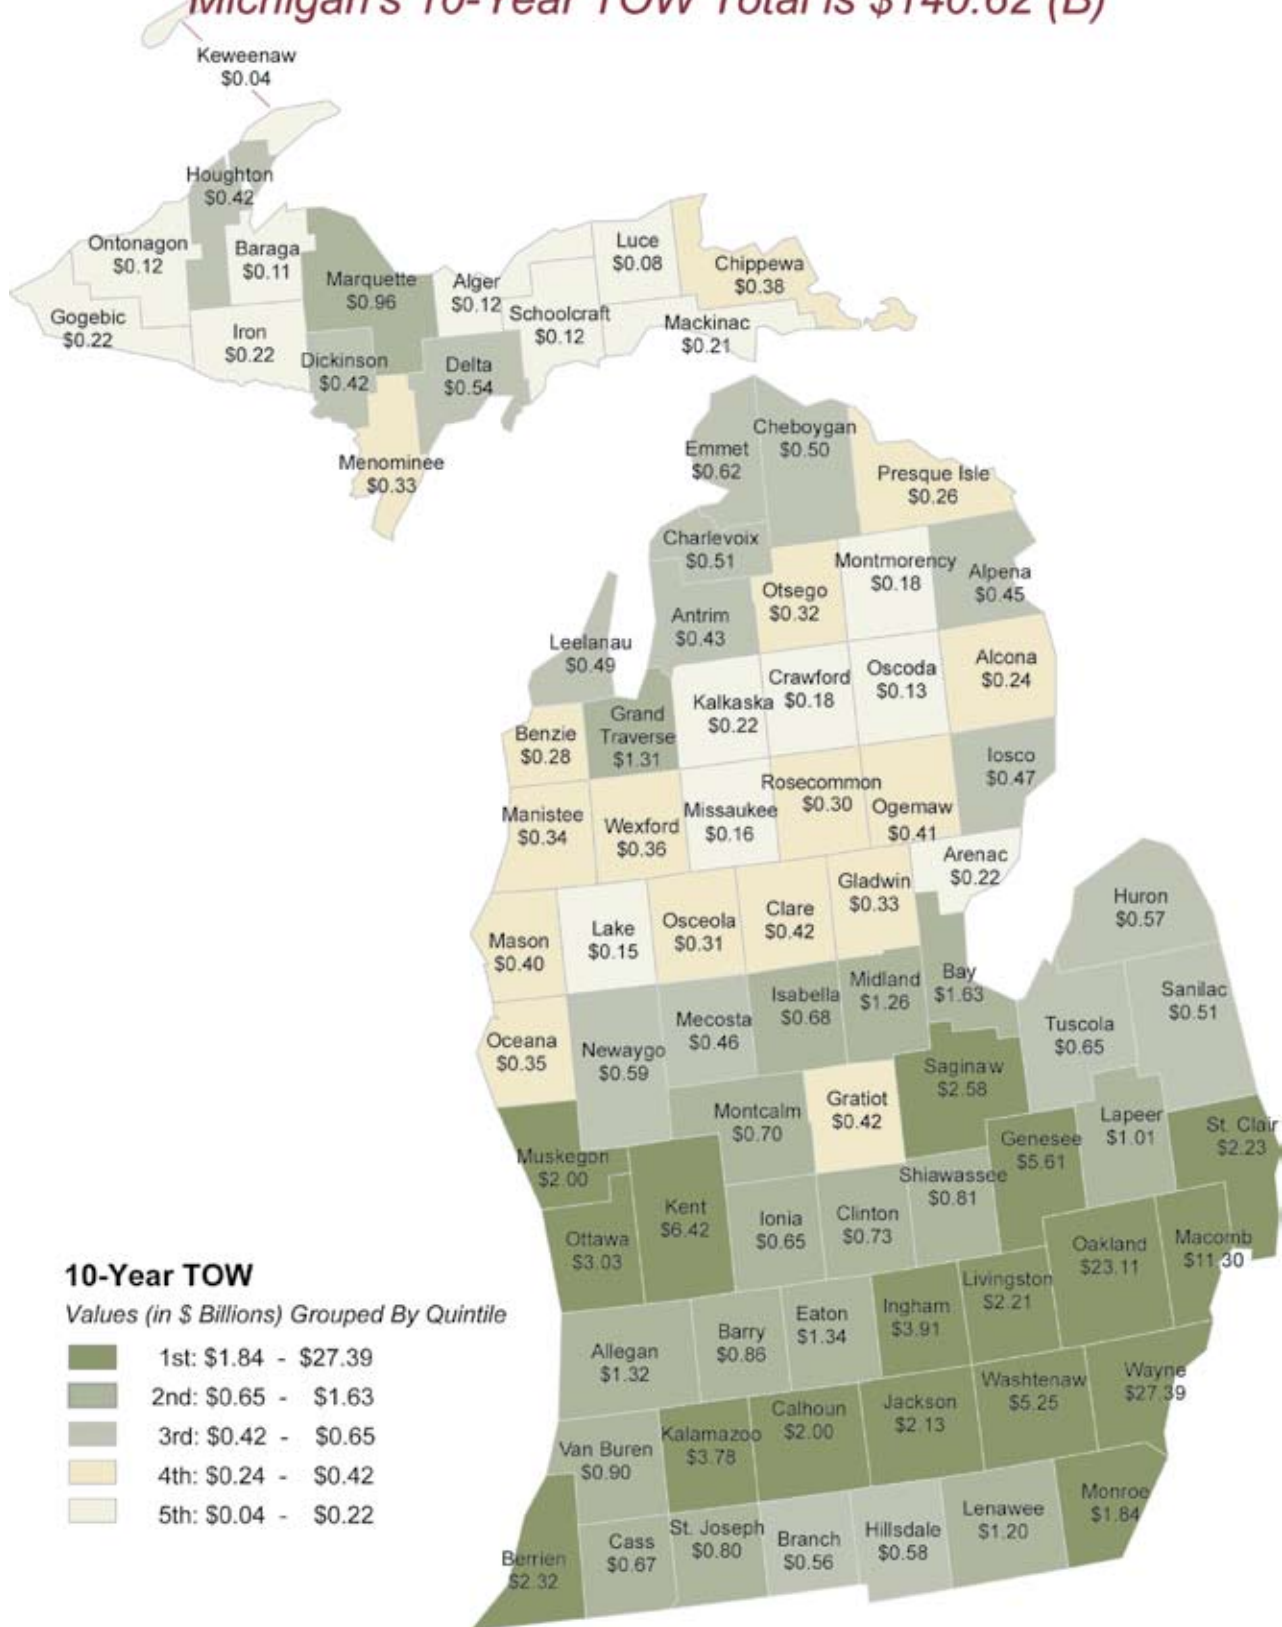 Michigan's 10-Year TOW Total is $140.62 (B)
Keweenaw
$0.04
Houghton
$0.42
Ontonagon
$0.12
Baraga
$0.11
Gogebic
$0.22
Iron
$0.22
Marquette
$0.96
Dickinson
$0.42
Alger
$0.12
Delta
$0.54
Menominee
$0.33
Schoolcraft
$0.12
Luce
$0.08
Chippewa
$0.38
Mackinac
$0.21
Emmet
$0.62
Cheboygan
$0.50
Presque Isle
$0.26
Charlevoix
$0.51
Otsego
$0.32
Montmorency
$0.18
Alpena
$0.45
Antrim
$0.43
Leelanau
$0.49
Kalkaska
$0.22
Crawford
$0.18
Oscoda
$0.13
Alcona
$0.24
Benzie
$0.28
Grand
Traverse
$1.31
Iosco
$0.47
Manistee
$0.34
Wexford
$0.36
Missaukee
$0.16
Rosecommon
$0.30
Ogemaw
$0.41
Arenac
$0.22
Mason
$0.40
Lake
$0.15
Osceola
$0.31
Clare
$0.42
Gladwin
$0.33
Huron
$0.57
Oceana
$0.35
Newaygo
$0.59
Mecosta
$0.46
Isabella
$0.68
Midland
$1.26
Bay
$1.63
Tuscola
$0.65
Sanilac
$0.51
Muskegon
$2.00
Montcalm
$0.70
Gratiot
$0.42
Saginaw
$2.58
Genesee
$5.61
Lapeer
$1.01
St. Clair
$2.23
Ottawa
$3.03
Kent
$6.42
Ionia
$0.65
Clinton
$0.73
Shiawassee
$0.81
Oakland
$23.11
Macomb
$11.30
Allegan
$1.32
Barry
$0.86
Eaton
$1.34
Ingham
$3.91
Livingston
$2.21
Van Buren
$0.90
Kalamazoo
$3.78
Calhoun
$2.00
Jackson
$2.13
Washtenaw
$5.25
Wayne
$27.39
Berrien
$2.32
Cass
$0.67
St. Joseph
$0.80
Branch
$0.56
Hillsdale
$0.58
Lenawee
$1.20
Monroe
$1.84
10-Year TOW
Values (in $ Billions) Grouped By Quintile
1st: $1.84 - $27.39
2nd: $0.65 - $1.63
3rd: $0.42 - $0.65
4th: $0.24 - $0.42
5th: $0.04 - $0.22